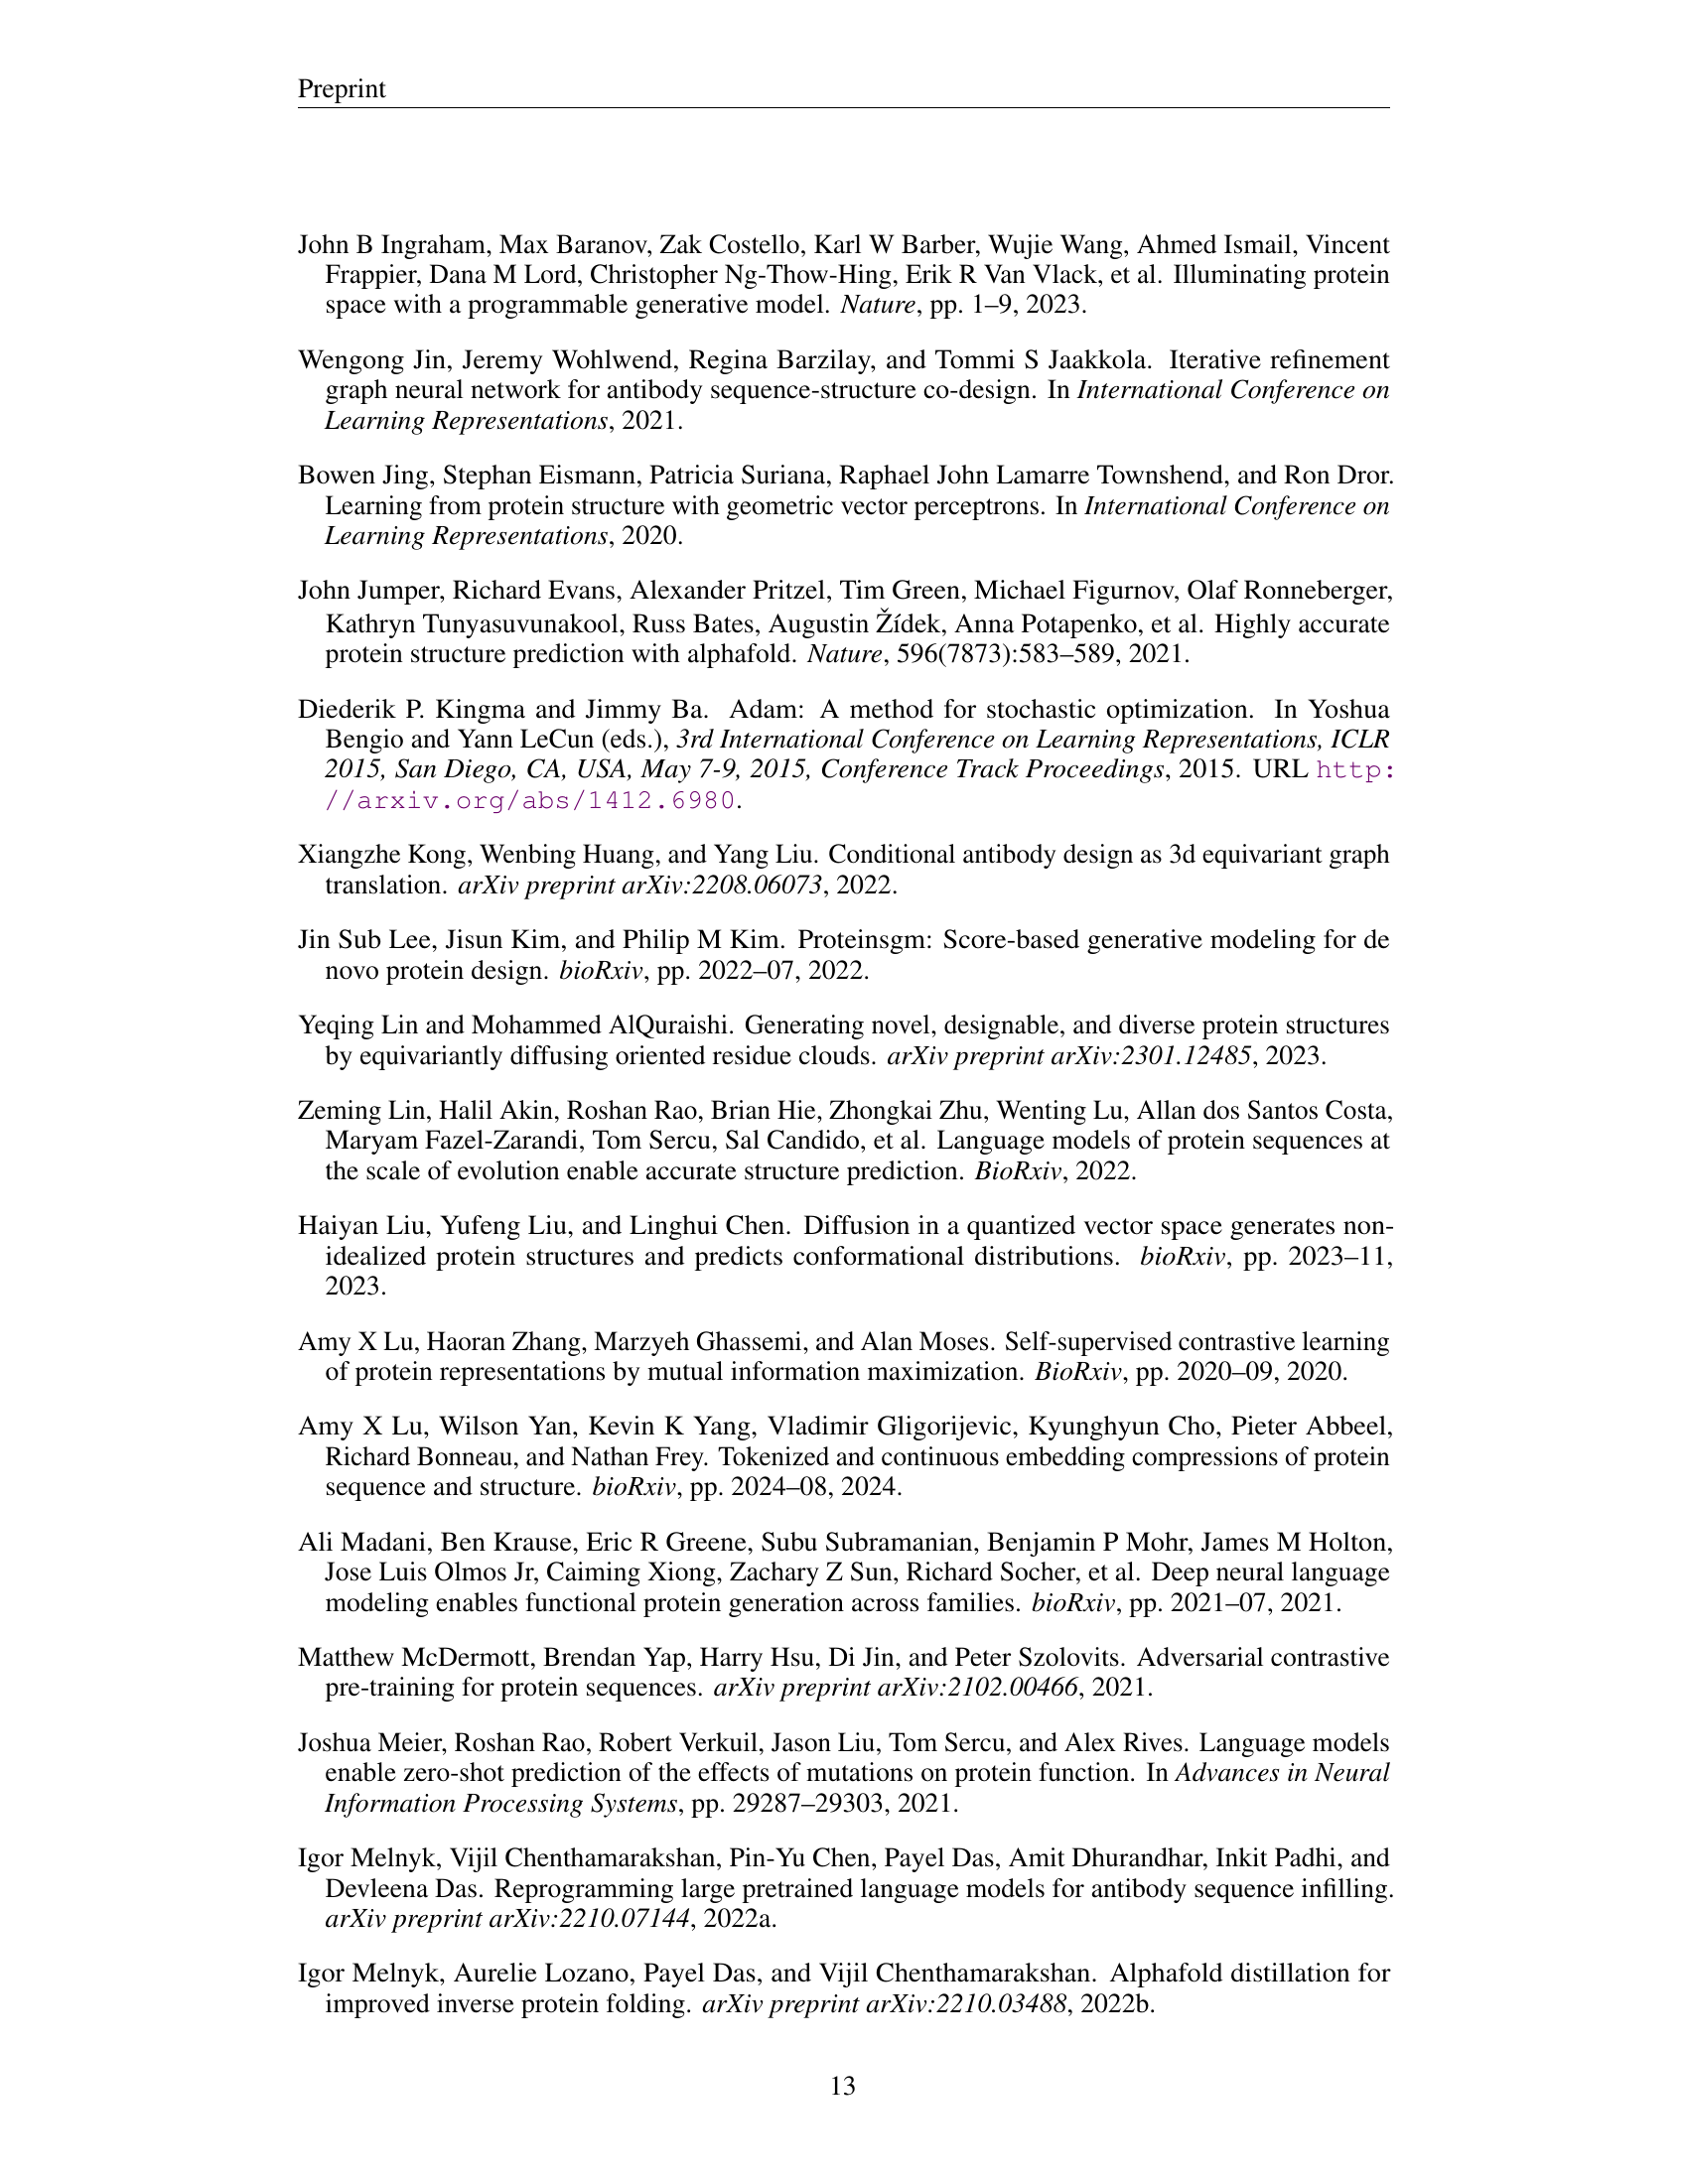 Preprint
John B Ingraham, Max Baranov, Zak Costello, Karl W Barber, Wujie Wang, Ahmed Ismail, Vincent
Frappier, Dana M Lord, Christopher Ng-Thow-Hing, Erik R Van Vlack, et al. Illuminating protein
space with a programmable generative model. Nature, pp. 1–9, 2023.
Wengong Jin, Jeremy Wohlwend, Regina Barzilay, and Tommi S Jaakkola. Iterative refinement
graph neural network for antibody sequence-structure co-design. In International Conference on
Learning Representations, 2021.
Bowen Jing, Stephan Eismann, Patricia Suriana, Raphael John Lamarre Townshend, and Ron Dror.
Learning from protein structure with geometric vector perceptrons. In International Conference on
Learning Representations, 2020.
John Jumper, Richard Evans, Alexander Pritzel, Tim Green, Michael Figurnov, Olaf Ronneberger,
Kathryn Tunyasuvunakool, Russ Bates, Augustin Žídek, Anna Potapenko, et al. Highly accurate
protein structure prediction with alphafold. Nature, 596(7873):583–589, 2021.
Diederik P. Kingma and Jimmy Ba. Adam: A method for stochastic optimization. In Yoshua
Bengio and Yann LeCun (eds.), 3rd International Conference on Learning Representations, ICLR
2015, San Diego, CA, USA, May 7-9, 2015, Conference Track Proceedings, 2015. URL http:
//arxiv.org/abs/1412.6980.
Xiangzhe Kong, Wenbing Huang, and Yang Liu. Conditional antibody design as 3d equivariant graph
translation. arXiv preprint arXiv:2208.06073, 2022.
Jin Sub Lee, Jisun Kim, and Philip M Kim. Proteinsgm: Score-based generative modeling for de
novo protein design. bioRxiv, pp. 2022–07, 2022.
Yeqing Lin and Mohammed AlQuraishi. Generating novel, designable, and diverse protein structures
by equivariantly diffusing oriented residue clouds. arXiv preprint arXiv:2301.12485, 2023.
Zeming Lin, Halil Akin, Roshan Rao, Brian Hie, Zhongkai Zhu, Wenting Lu, Allan dos Santos Costa,
Maryam Fazel-Zarandi, Tom Sercu, Sal Candido, et al. Language models of protein sequences at
the scale of evolution enable accurate structure prediction. BioRxiv, 2022.
Haiyan Liu, Yufeng Liu, and Linghui Chen. Diffusion in a quantized vector space generates non-
idealized protein structures and predicts conformational distributions. bioRxiv, pp. 2023–11,
2023.
Amy X Lu, Haoran Zhang, Marzyeh Ghassemi, and Alan Moses. Self-supervised contrastive learning
of protein representations by mutual information maximization. BioRxiv, pp. 2020–09, 2020.
Amy X Lu, Wilson Yan, Kevin K Yang, Vladimir Gligorijevic, Kyunghyun Cho, Pieter Abbeel,
Richard Bonneau, and Nathan Frey. Tokenized and continuous embedding compressions of protein
sequence and structure. bioRxiv, pp. 2024–08, 2024.
Ali Madani, Ben Krause, Eric R Greene, Subu Subramanian, Benjamin P Mohr, James M Holton,
Jose Luis Olmos Jr, Caiming Xiong, Zachary Z Sun, Richard Socher, et al. Deep neural language
modeling enables functional protein generation across families. bioRxiv, pp. 2021–07, 2021.
Matthew McDermott, Brendan Yap, Harry Hsu, Di Jin, and Peter Szolovits. Adversarial contrastive
pre-training for protein sequences. arXiv preprint arXiv:2102.00466, 2021.
Joshua Meier, Roshan Rao, Robert Verkuil, Jason Liu, Tom Sercu, and Alex Rives. Language models
enable zero-shot prediction of the effects of mutations on protein function. In Advances in Neural
Information Processing Systems, pp. 29287–29303, 2021.
Igor Melnyk, Vijil Chenthamarakshan, Pin-Yu Chen, Payel Das, Amit Dhurandhar, Inkit Padhi, and
Devleena Das. Reprogramming large pretrained language models for antibody sequence infilling.
arXiv preprint arXiv:2210.07144, 2022a.
Igor Melnyk, Aurelie Lozano, Payel Das, and Vijil Chenthamarakshan. Alphafold distillation for
improved inverse protein folding. arXiv preprint arXiv:2210.03488, 2022b.
13